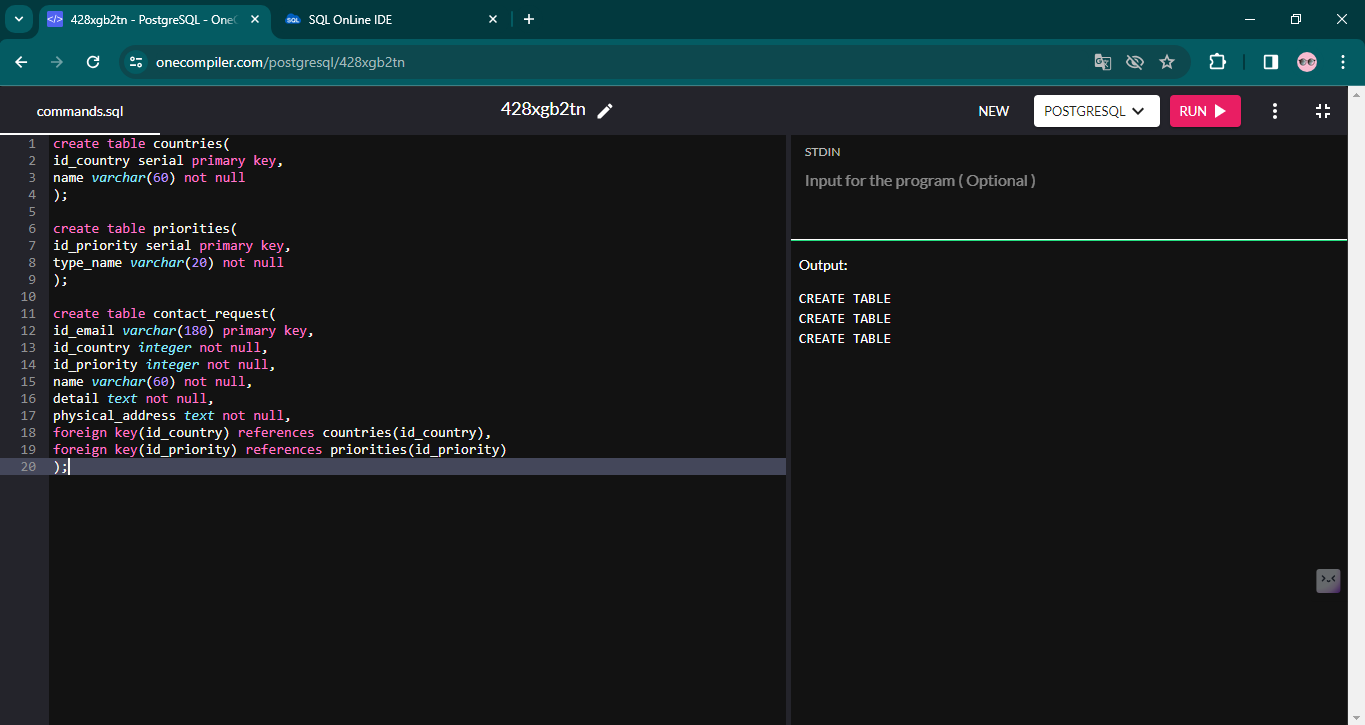 428xgb2tn - PostgreSQL - OneC
SQL OnLine IDE
onecompiler.com/postgresql/428xgb2tn
commands.sql
428xgb2tn
NEW
POSTGRESQL
RUN
1 create table countries(
2 id_country serial primary key,
3 name varchar(60) not null
4 );
5
6 create table priorities(
7 id_priority serial primary key,
8 type_name varchar(20) not null
9 );
10
11 create table contact_request(
12 id_email varchar(180) primary key,
13 id_country integer not null,
14 id_priority integer not null,
15 name varchar(60) not null,
16 detail text not null,
17 physical_address text not null,
18 foreign key(id_country) references countries(id_country),
19 foreign key(id_priority) references priorities(id_priority)
20 );
STDIN
Input for the program ( Optional )
Output:
CREATE TABLE
CREATE TABLE
CREATE TABLE